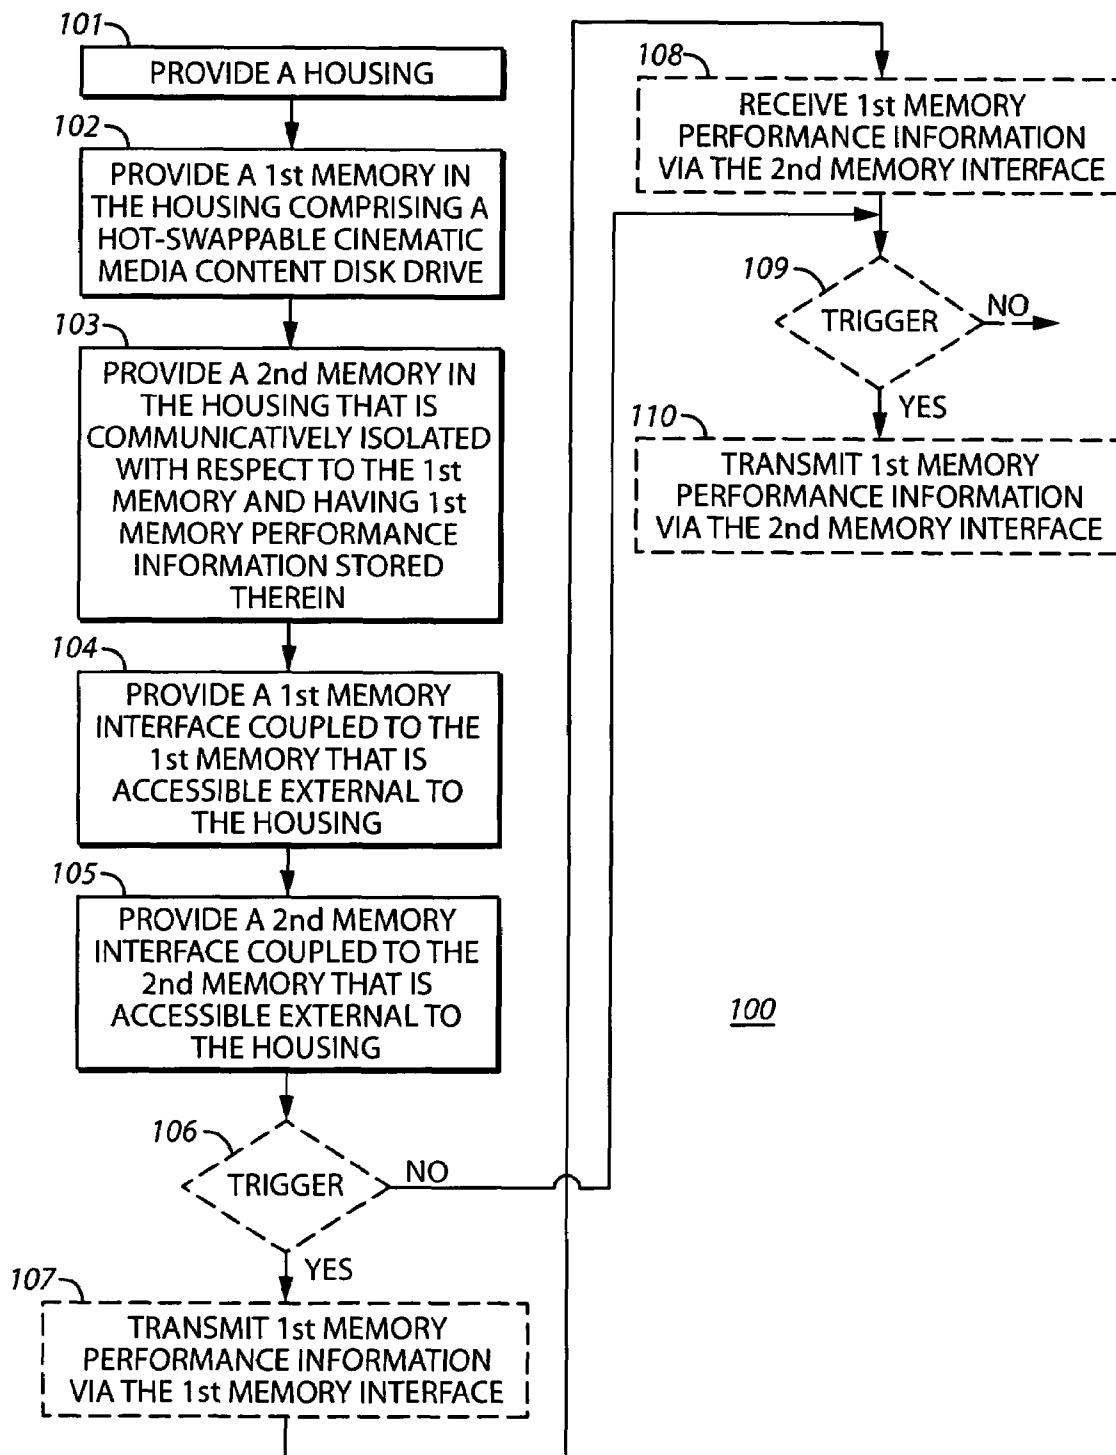 101
PROVIDE A HOUSING
102
PROVIDE A 1st MEMORY IN
THE HOUSING COMPRISING A
HOT-SWAPPABLE CINEMATIC
MEDIA CONTENT DISK DRIVE
103
PROVIDE A 2nd MEMORY IN
THE HOUSING THAT IS
COMMUNICATIVELY ISOLATED
WITH RESPECT TO THE 1st
MEMORY AND HAVING 1st
MEMORY PERFORMANCE
INFORMATION STORED
THEREIN
104
PROVIDE A 1st MEMORY
INTERFACE COUPLED TO THE
1st MEMORY THAT IS
ACCESSIBLE EXTERNAL TO
THE HOUSING
105
PROVIDE A 2nd MEMORY
INTERFACE COUPLED TO THE
2nd MEMORY THAT IS
ACCESSIBLE EXTERNAL TO
THE HOUSING
106
TRIGGER
NO
YES
107
TRANSMIT 1st MEMORY
PERFORMANCE INFORMATION
VIA THE 1st MEMORY INTERFACE
108
RECEIVE 1st MEMORY
PERFORMANCE INFORMATION
VIA THE 2nd MEMORY INTERFACE
109
TRIGGER
NO
YES
110
TRANSMIT 1st MEMORY
PERFORMANCE INFORMATION
VIA THE 2nd MEMORY INTERFACE
100